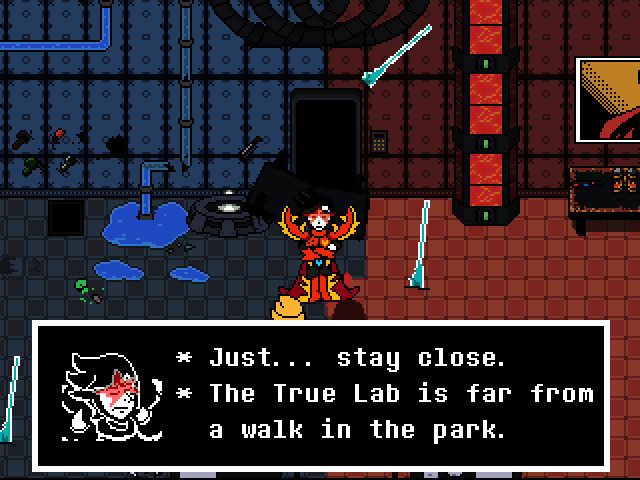 * Just... stay close.
* The True Lab is far from
a walk in the park.